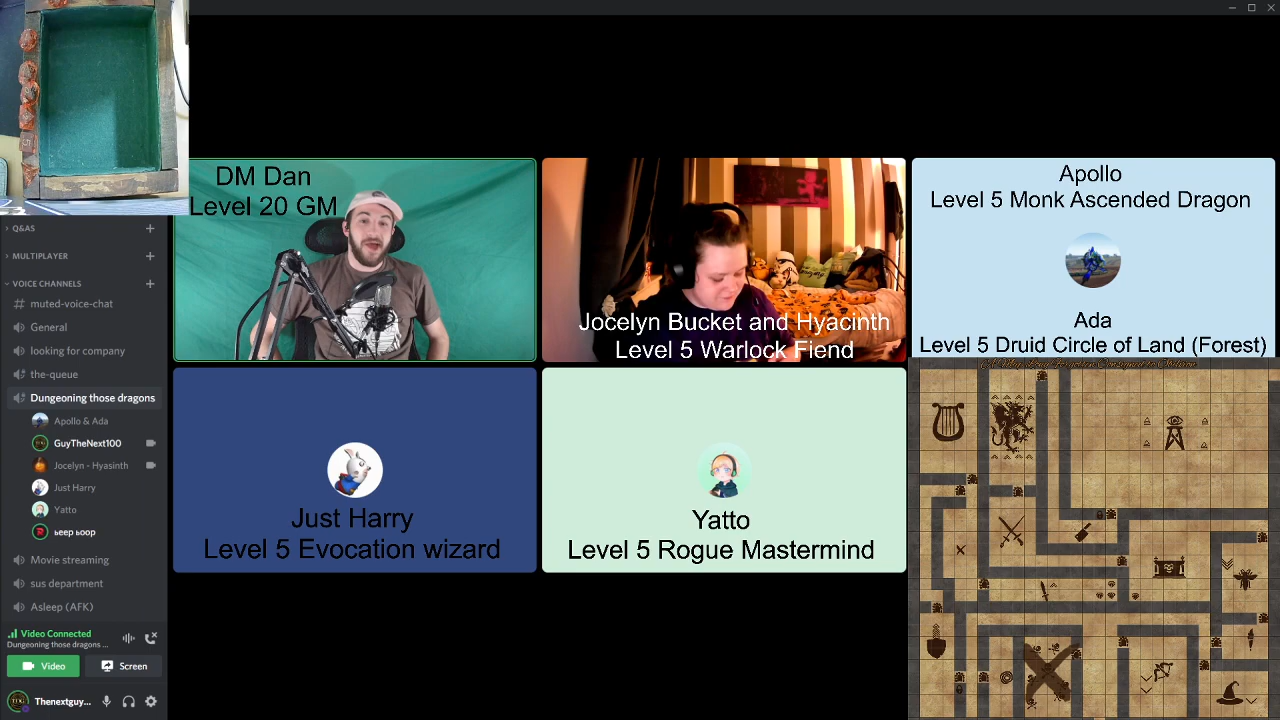 Q&AS
MULTIPLAYER
VOICE CHANNELS
muted-voice-chat
General
looking for company
the-queue
Dungeoning those dragons
Apollo & Ada
GuyTheNext100
Jocelyn - Hyasinth
Just Harry
Yatto
ьeep ьoop
Movie streaming
sus department
Asleep (AFK)
Video Connected
Dungeoning those dragons ...
Video
Screen
Thenextguy...
DM Dan
Level 20 GM
Jocelyn Bucket and Hyacinth
Level 5 Warlock Fiend
Apollo
Level 5 Monk Ascended Dragon
Ada
Level 5 Druid Circle of Land (Forest)
Just Harry
Level 5 Evocation wizard
Yatto
Level 5 Rogue Mastermind